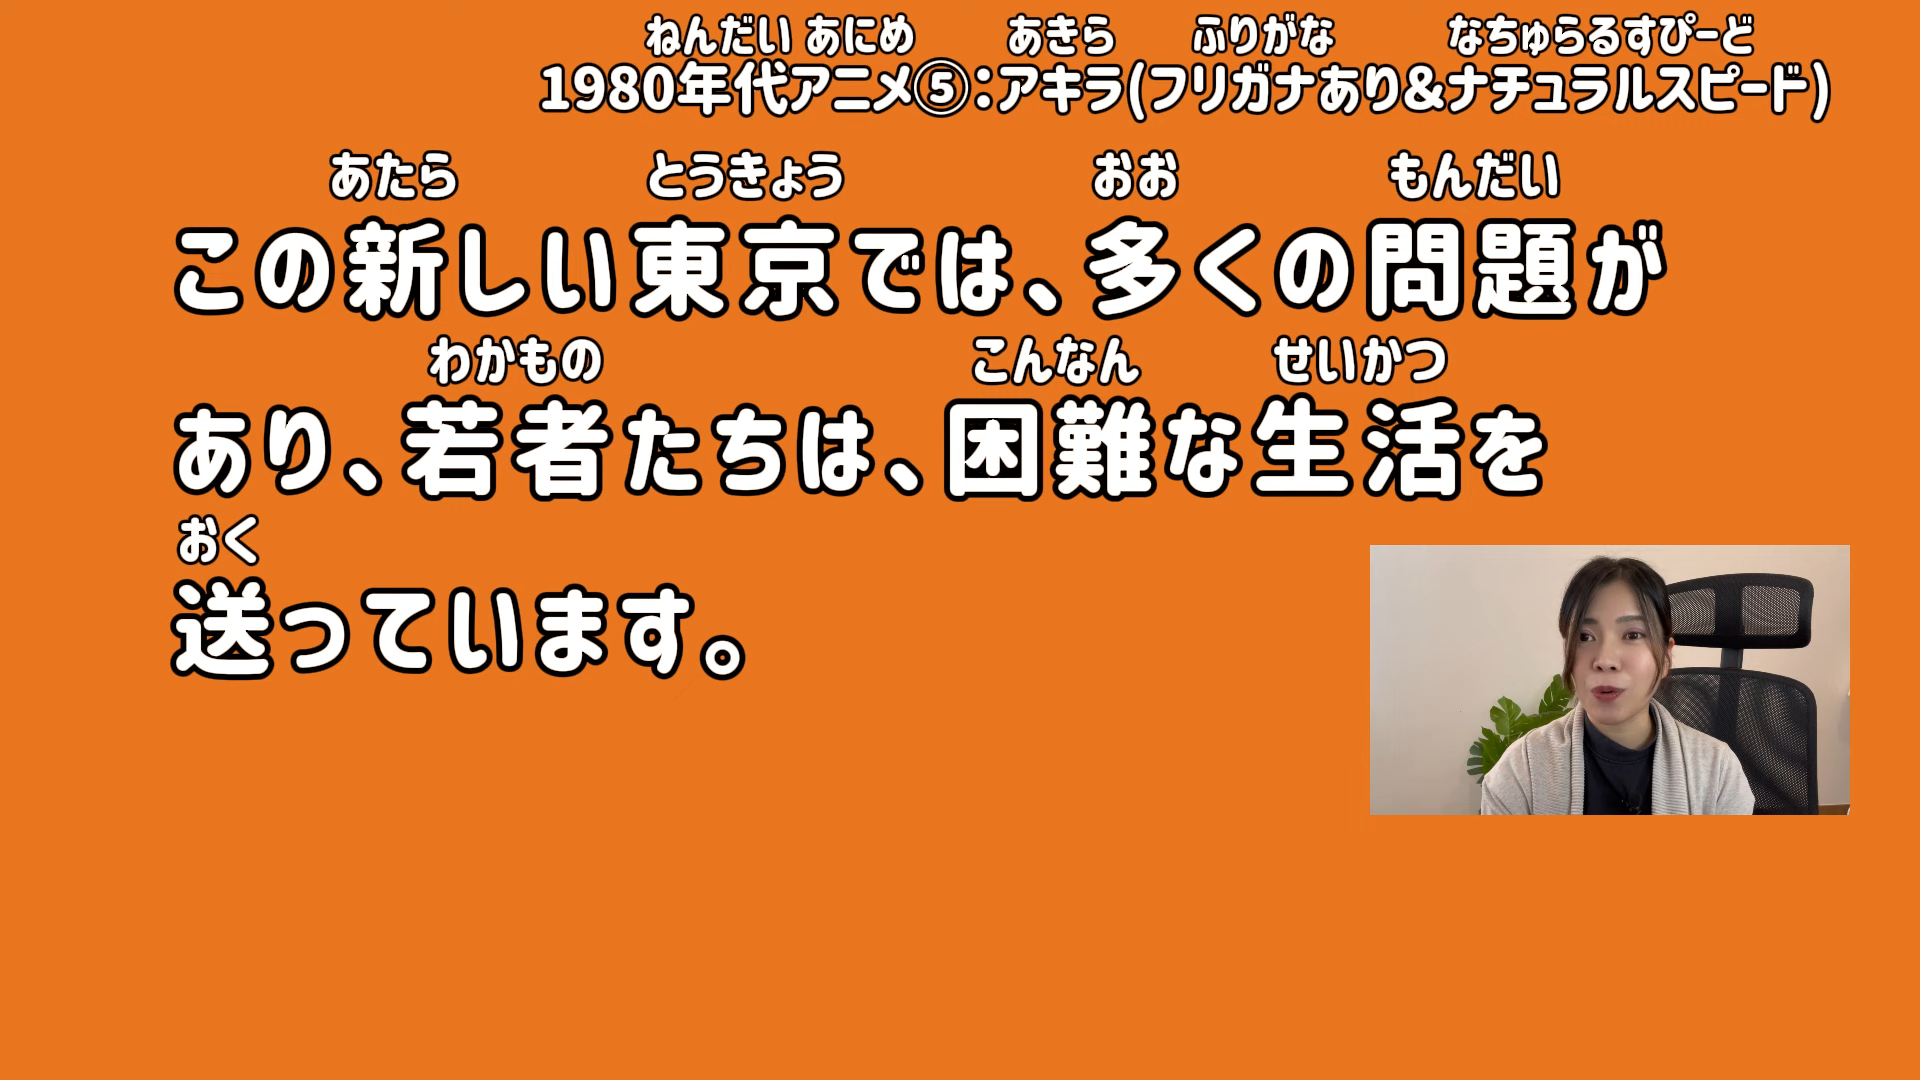 ねんだい あにめ あきら ふりがな なちゅらるすぴーど
1980年代アニメ⑤：アキラ(フリガナあり&ナチュラルスピード)
あたら とうきょう おお もんだい
この新しい東京では、多くの問題が
わかもの こんなん せいかつ
あり、若者たちは、困難な生活を
おく
送っています。